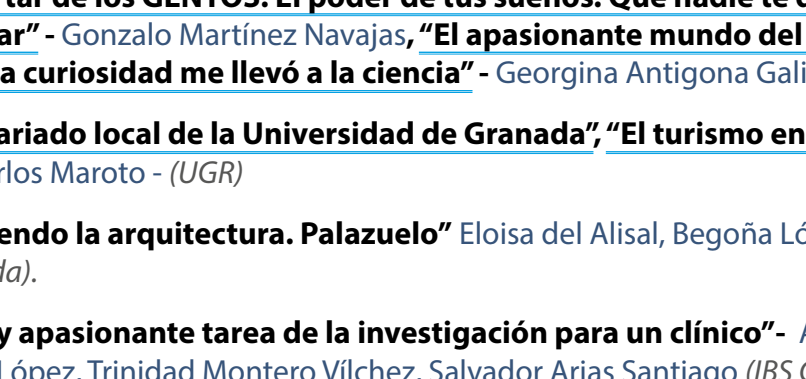 tar de los GENTOS. El poder de tus sueños. Que nadie te
ar” - Gonzalo Martínez Navajas, “El apasionante mundo del
a curiosidad me llevó a la ciencia” - Georgina Antigona Gali
ariado local de la Universidad de Granada”, “El turismo en
rlos Maroto - (UGR)
endo la arquitectura. Palazuelo” Eloisa del Alisal, Begoña Ló
da).
y apasionante tarea de la investigación para un clínico”- A
López, Trinidad Montero Vílchez, Salvador Arias Santiago (IBS